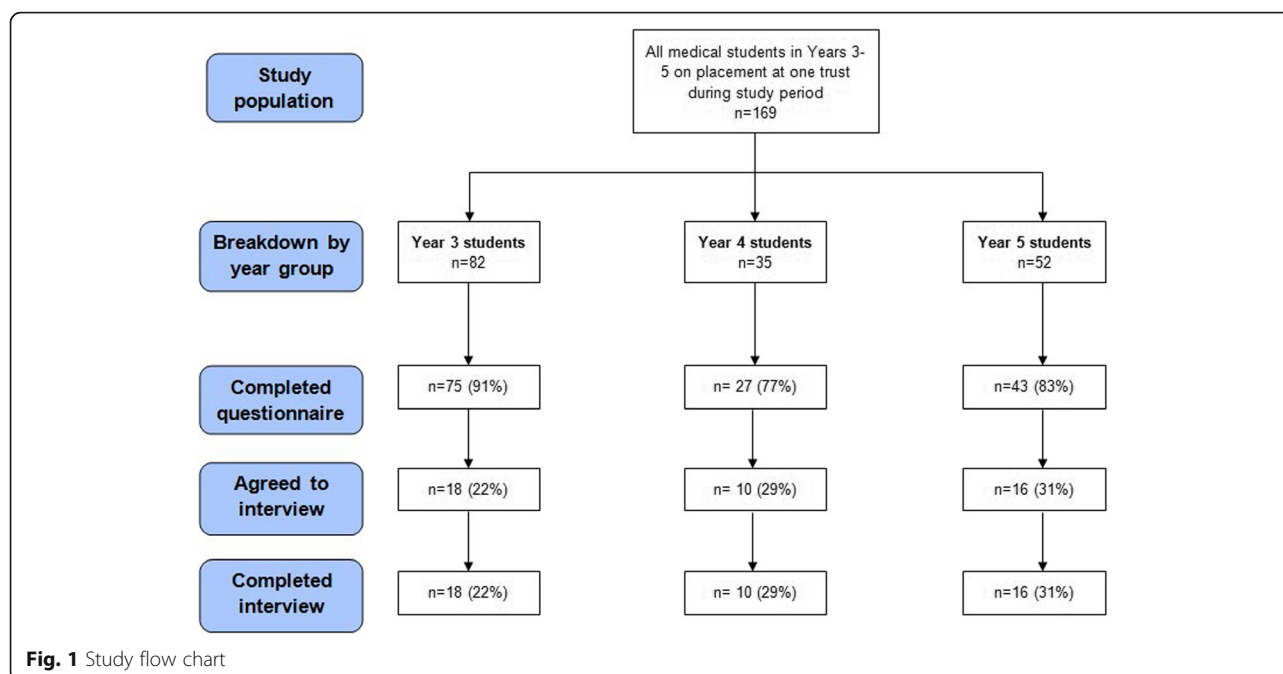 Study
population
All medical students in Years 3-
5 on placement at one trust
during study period
n=169
Breakdown by
year group
Year 3 students
n=82
Year 4 students
n=35
Year 5 students
n=52
Completed
questionnaire
n=75 (91%)
n= 27 (77%)
n=43 (83%)
Agreed to
interview
n=18 (22%)
n= 10 (29%)
n=16 (31%)
Completed
interview
n=18 (22%)
n= 10 (29%)
n=16 (31%)
Fig. 1 Study flow chart